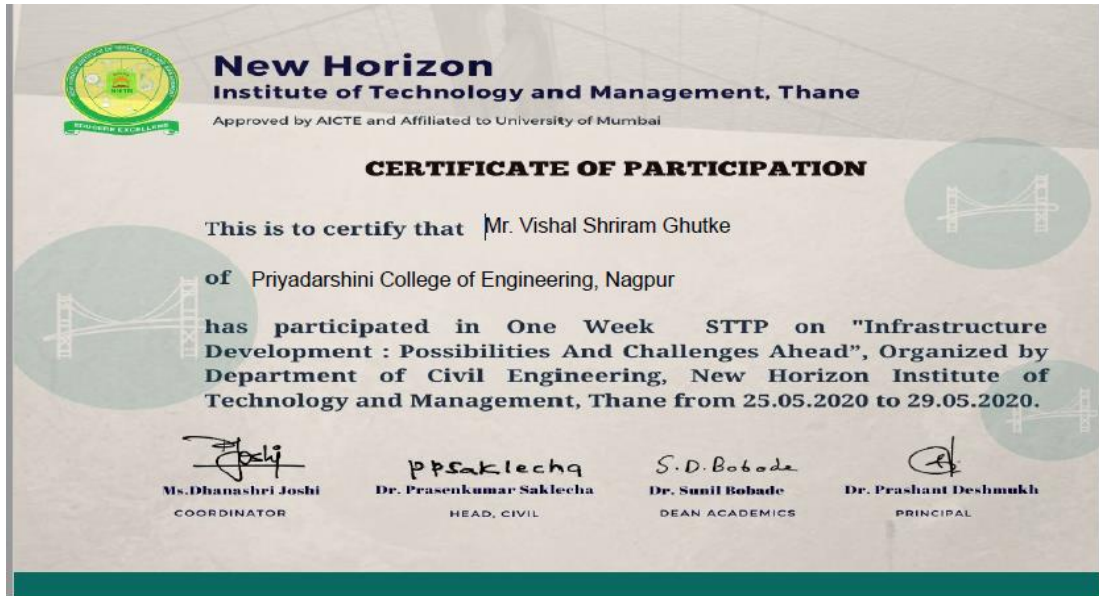 New Horizon
Institute of Technology and Management, Thane
Approved by AICTE and Affiliated to University of Mumbai
CERTIFICATE OF PARTICIPATION
This is to certify that Mr. Vishal Shriram Ghutke
of Priyadarshini College of Engineering, Nagpur
has participated in One Week STTP on "Infrastructure
Development : Possibilities And Challenges Ahead”, Organized by
Department of Civil Engineering, New Horizon Institute of
Technology and Management, Thane from 25.05.2020 to 29.05.2020.
Joshi ppsaklecha S.D.Bobade
Ms.Dhanashri Joshi Dr. Prasenkumar Saklecha Dr. Sunil Bobade Dr. Prashant Deshmukh
COORDINATOR HEAD, CIVIL DEAN ACADEMICS PRINCIPAL